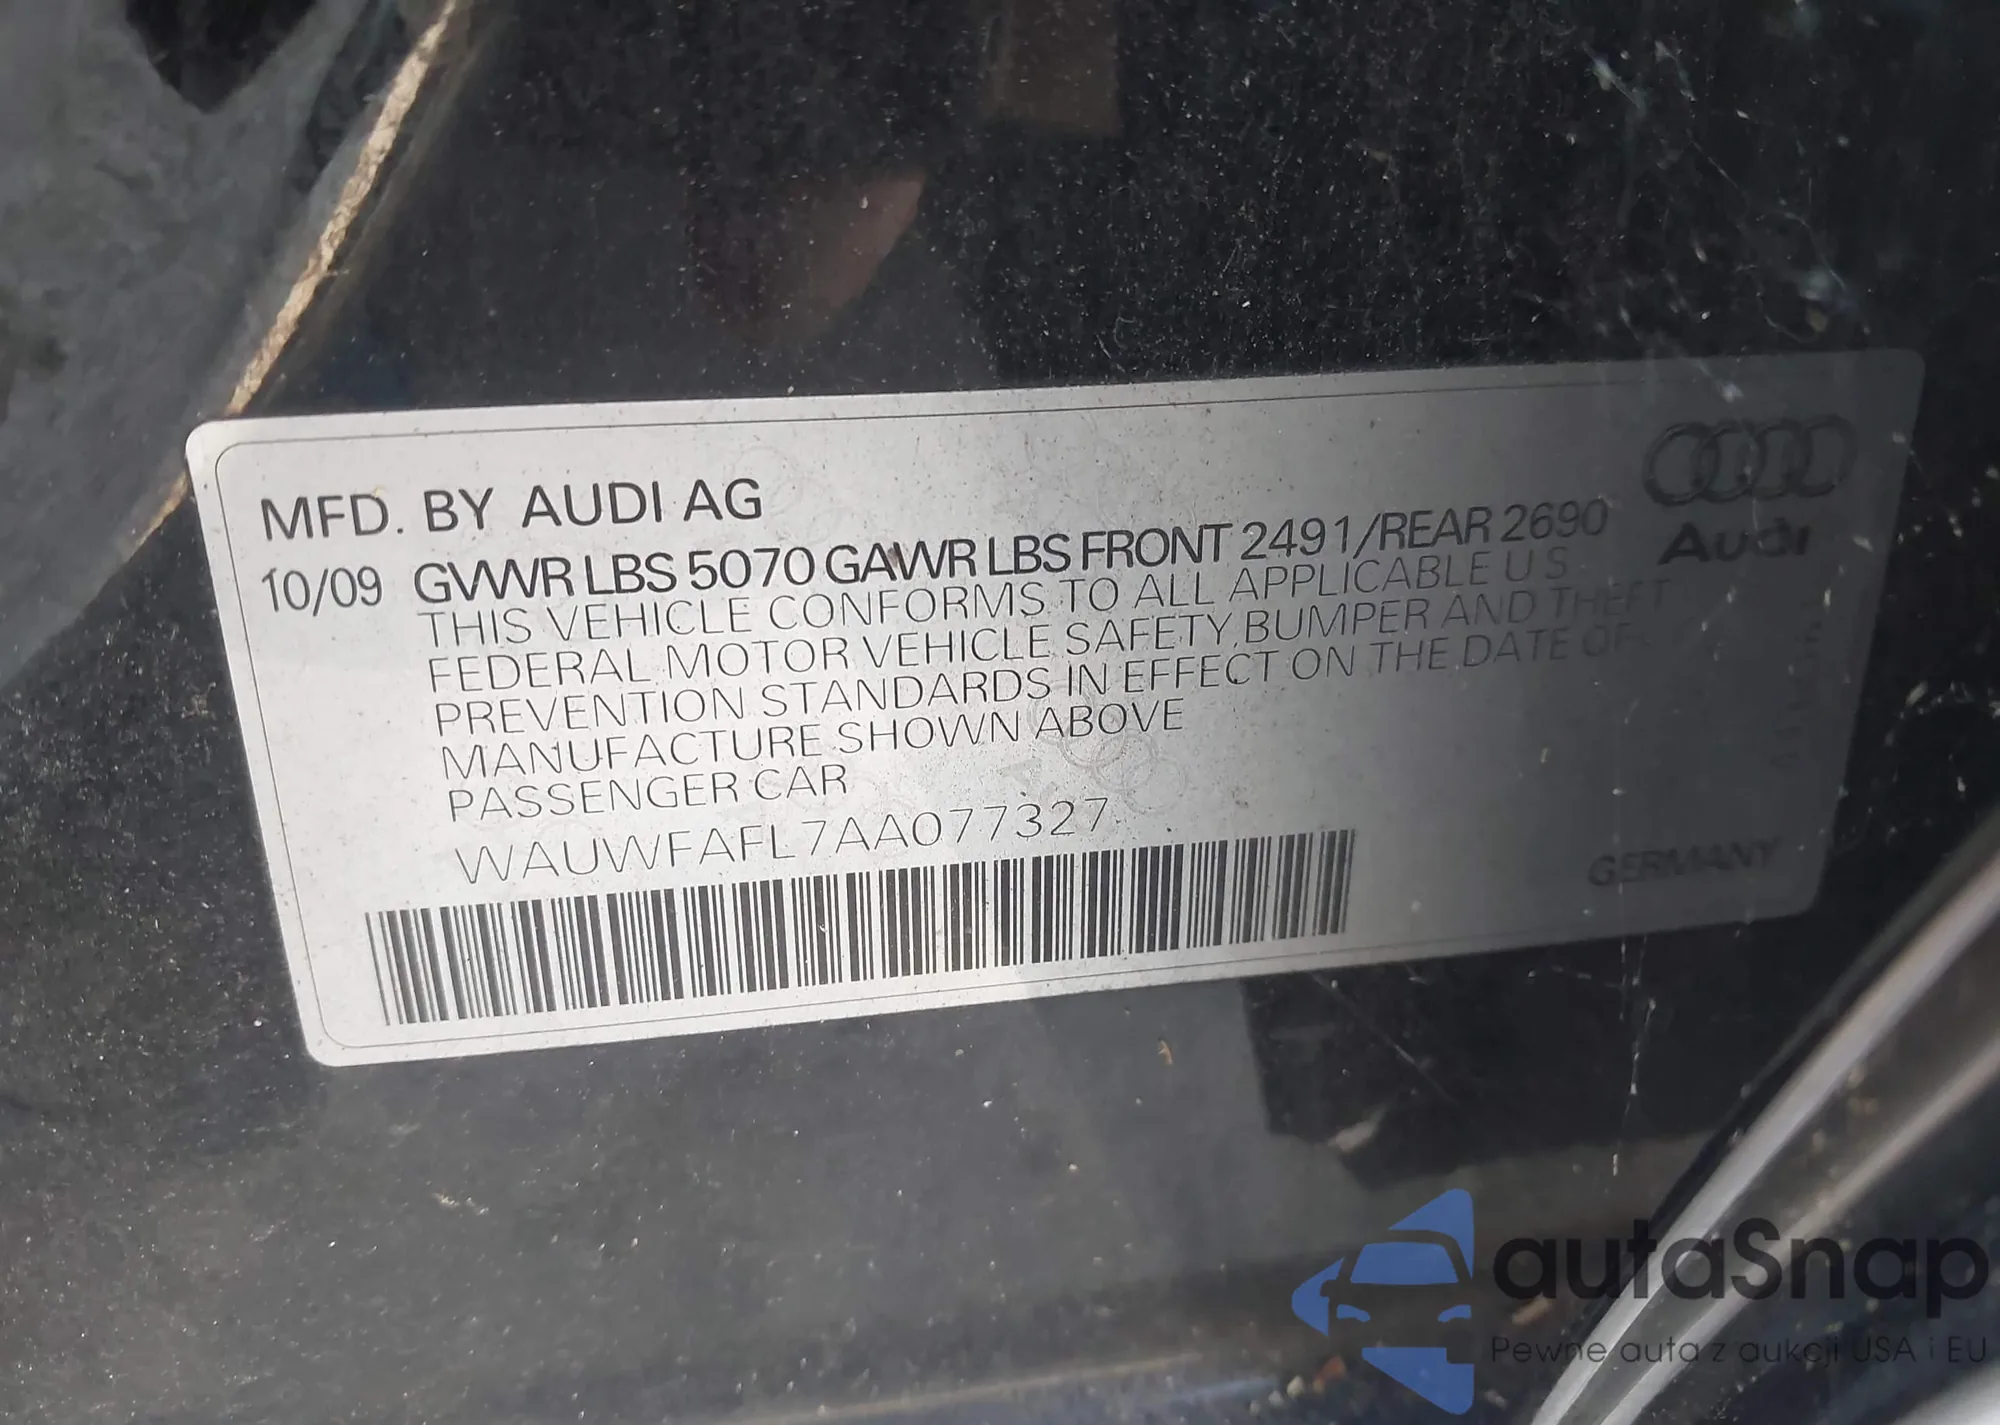 MFD. BY AUDI AG
10/09 GVWR LBS 5070 GAWR LBS FRONT 2491/REAR 2690
THIS VEHICLE CONFORMS TO ALL APPLICABLE U S
FEDERAL MOTOR VEHICLE SAFETY, BUMPER AND THEFT
PREVENTION STANDARDS IN EFFECT ON THE DATE OF
MANUFACTURE SHOWN ABOVE
PASSENGER CAR
WAUWFAFL7AA077327
Audi
GERMANY
autaSnap
Pewne auta z aukcji USA i EU